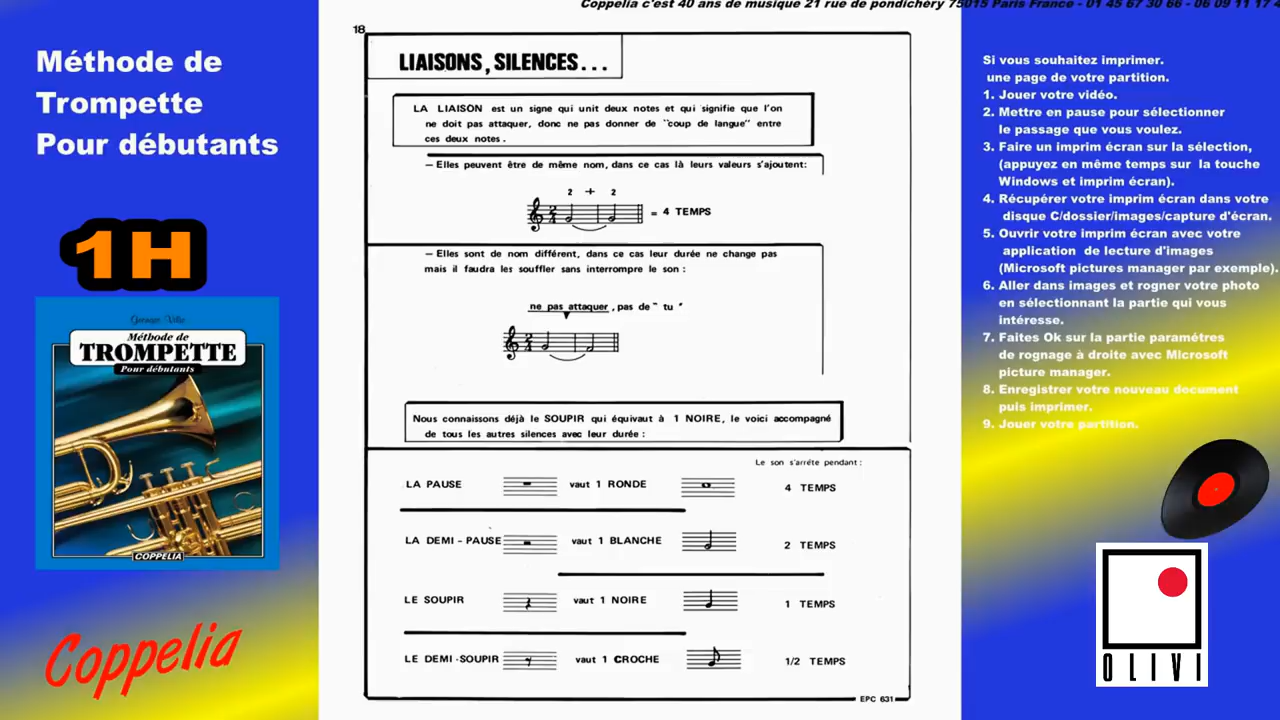 Coppelia c'est 40 ans de musique 21 rue de pondichéry 75015 Paris France - 01 45 67 30 66 - 06 09 11 17
Méthode de
Trompette
Pour débutants
1H
Méthode de
TROMPETTE
Pour débutants
COPPELIA
Coppelia
18
LIAISONS, SILENCES...
LA LIAISON est un signe qui unit deux notes et qui signifie que l'on
ne doit pas attaquer, donc ne pas donner de "coup de langue" entre
ces deux notes.
— Elles peuvent être de même nom, dans ce cas là leurs valeurs s'ajoutent:
2 + 2
= 4 TEMPS
— Elles sont de nom différent, dans ce cas leur durée ne change pas
mais il faudra les souffler sans interrompre le son :
ne pas attaquer, pas de " tu "
Nous connaissons déjà le SOUPIR qui équivaut à 1 NOIRE, le voici accompagné
de tous les autres silences avec leur durée :
Le son s'arréte pendant :
LA PAUSE vaut 1 RONDE 4 TEMPS
LA DEMI - PAUSE vaut 1 BLANCHE 2 TEMPS
LE SOUPIR vaut 1 NOIRE 1 TEMPS
LE DEMI -SOUPIR vaut 1 CROCHE 1/2 TEMPS
EPC 631
Si vous souhaitez imprimer.
une page de votre partition.
1. Jouer votre vidéo.
2. Mettre en pause pour sélectionner
le passage que vous voulez.
3. Faire un imprim écran sur la sélection,
(appuyez en même temps sur la touche
Windows et imprim écran).
4. Récupérer votre imprim écran dans votre
disque C/dossier/images/capture d'écran.
5. Ouvrir votre imprim écran avec votre
application de lecture d'images
(Microsoft pictures manager par exemple).
6. Aller dans images et rogner votre photo
en sélectionnant la partie qui vous
intéresse.
7. Faites Ok sur la partie paramétres
de rognage à droite avec Microsoft
picture manager.
8. Enregistrer votre nouveau document
puis imprimer.
9. Jouer votre partition.
OLIVI